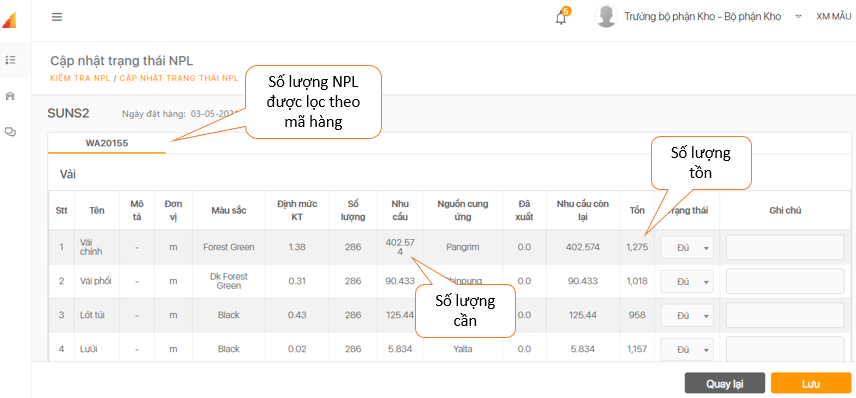 5
Trưởng bộ phận Kho - Bộ phận Kho
XM MẪU
Cập nhật trạng thái NPL
KIỂM TRA NPL / CẬP NHẬT TRẠNG THÁI NPL
Số lượng NPL
được lọc theo
mã hàng
SUNS2
Ngày đặt hàng: 03-05-202
WA20155
Số lượng
tồn
Vải
Stt Tên Mô tả Đơn vị Màu sắc Định mức KT Số lượng Nhu cầu Nguồn cung ứng Đã xuất Nhu cầu còn lại Tồn rạng thái Ghi chú
1 Vải chính - m Forest Green 1.38 286 402.574 Pangrim 0.0 402.574 1,275 Đủ
2 Vải phối - m Dk Forest Green 0.31 286 90.433 0.0 90.433 1,018 Đủ
Số lượng
cần
3 Lót túi - m Black 0.43 286 125.44 0.0 125.44 958 Đủ
4 Lưới - m Black 0.02 286 5.834 Yalta 0.0 5.834 1,157 Đủ
Quay lại
Lưu